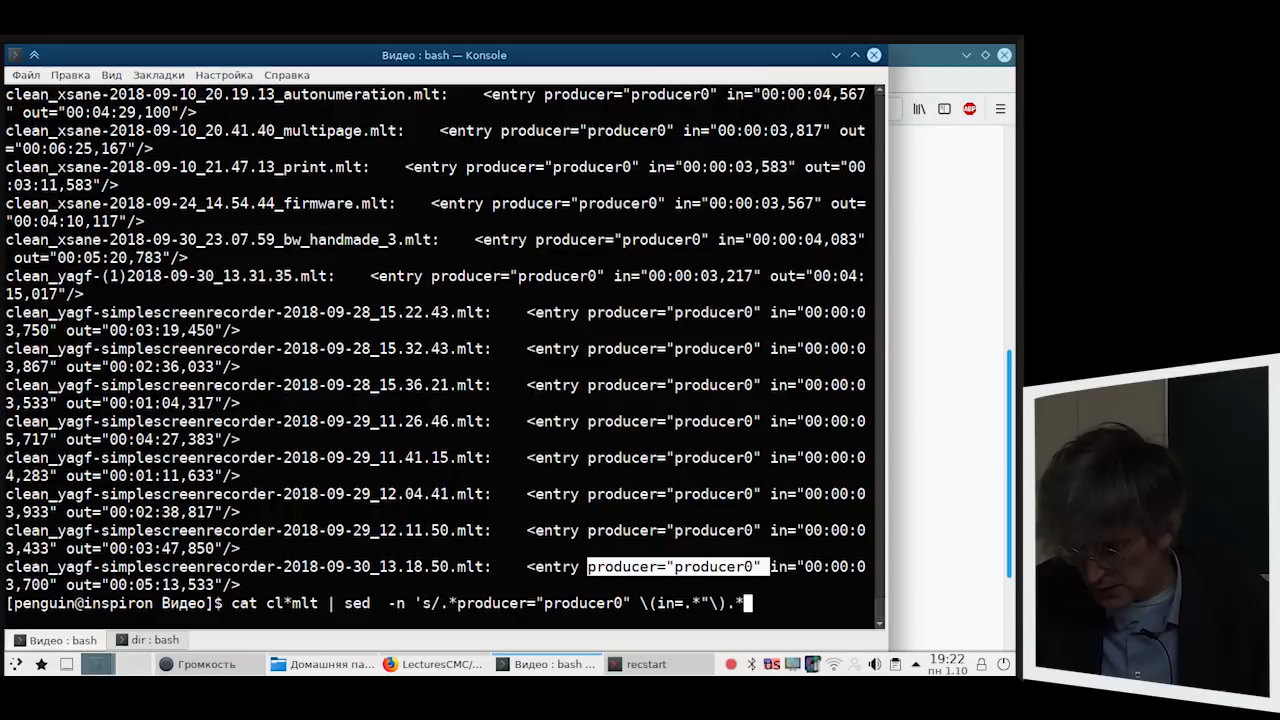 Видео : bash — Konsole
Файл Правка Вид Закладки Настройка Справка
clean_xsane-2018-09-10_20.19.13_autonumeration.mlt:    <entry producer="producer0" in="00:00:04,567
" out="00:04:29,100"/>
clean_xsane-2018-09-10_20.41.40_multipage.mlt:    <entry producer="producer0" in="00:00:03,817" out
="00:06:25,167"/>
clean_xsane-2018-09-10_21.47.13_print.mlt:    <entry producer="producer0" in="00:00:03,583" out="00
:03:11,583"/>
clean_xsane-2018-09-24_14.54.44_firmware.mlt:    <entry producer="producer0" in="00:00:03,567" out=
"00:04:10,117"/>
clean_xsane-2018-09-30_23.07.59_bw_handmade_3.mlt:    <entry producer="producer0" in="00:00:04,083"
 out="00:05:20,783"/>
clean_yagf-(1)2018-09-30_13.31.35.mlt:    <entry producer="producer0" in="00:00:03,217" out="00:04:
15,017"/>
clean_yagf-simplescreenrecorder-2018-09-28_15.22.43.mlt:    <entry producer="producer0" in="00:00:0
3,750" out="00:03:19,450"/>
clean_yagf-simplescreenrecorder-2018-09-28_15.32.43.mlt:    <entry producer="producer0" in="00:00:0
3,867" out="00:02:36,033"/>
clean_yagf-simplescreenrecorder-2018-09-28_15.36.21.mlt:    <entry producer="producer0" in="00:00:0
3,533" out="00:01:04,317"/>
clean_yagf-simplescreenrecorder-2018-09-29_11.26.46.mlt:    <entry producer="producer0" in="00:00:0
5,717" out="00:04:27,383"/>
clean_yagf-simplescreenrecorder-2018-09-29_11.41.15.mlt:    <entry producer="producer0" in="00:00:0
4,283" out="00:01:11,633"/>
clean_yagf-simplescreenrecorder-2018-09-29_12.04.41.mlt:    <entry producer="producer0" in="00:00:0
3,933" out="00:02:38,817"/>
clean_yagf-simplescreenrecorder-2018-09-29_12.11.50.mlt:    <entry producer="producer0" in="00:00:0
3,433" out="00:03:47,850"/>
clean_yagf-simplescreenrecorder-2018-09-30_13.18.50.mlt:    <entry producer="producer0" in="00:00:0
3,700" out="00:05:13,533"/>
[penguin@inspiron Видео]$ cat cl*mlt | sed  -n 's/.*producer="producer0" \(in=.*"\).*
Видео : bash dir : bash
Громкость Домашняя па... LecturesCMC/... Видео : bash ... recstart US ABP 19:22
пн 1.10